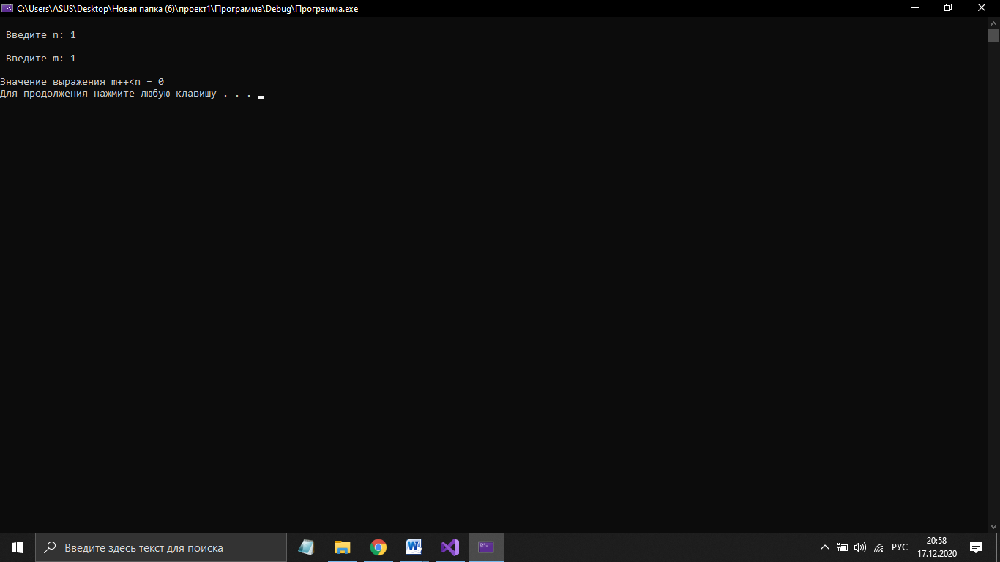 C:\Users\ASUS\Desktop\Новая папка (6)\проект1\Программа\Debug\Программа.exe
Введите n: 1
Введите m: 1
Значение выражения m++<n = 0
Для продолжения нажмите любую клавишу . . .
Введите здесь текст для поиска
РУС
20:58
17.12.2020